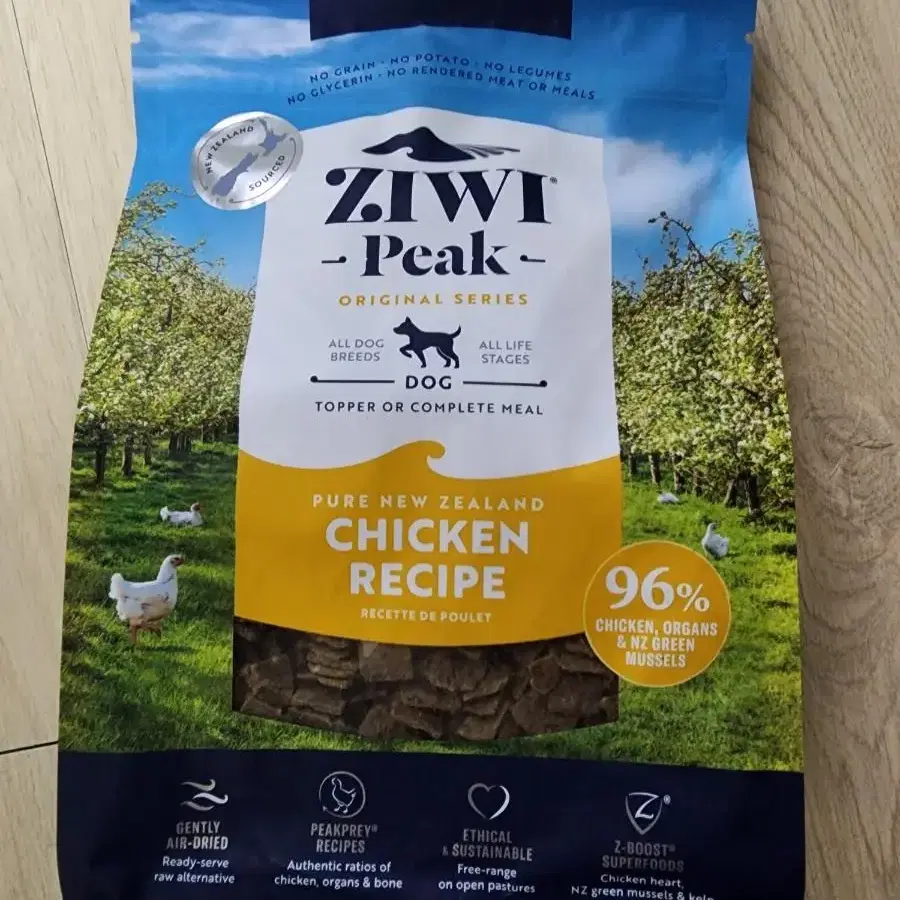 NO GRAIN · NO POTATO · NO LEGUMES
NO GLYCERIN · NO RENDERED MEAT OR MEALS
NEW ZEALAND
SOURCED
ZIWI®
- Peak -
ORIGINAL SERIES
ALL DOG
BREEDS
ALL LIFE
STAGES
DOG
TOPPER OR COMPLETE MEAL
PURE NEW ZEALAND
CHICKEN
RECIPE
RECETTE DE POULET
96%
CHICKEN, ORGANS
& NZ GREEN
MUSSELS
GENTLY
AIR-DRIED
Ready-serve
raw alternative
PEAKPREY®
RECIPES
Authentic ratios of
chicken, organs & bone
ETHICAL
& SUSTAINABLE
Free-range
on open pastures
Z®
Z-BOOST®
SUPERFOODS
Chicken heart,
NZ green mussels & kelp